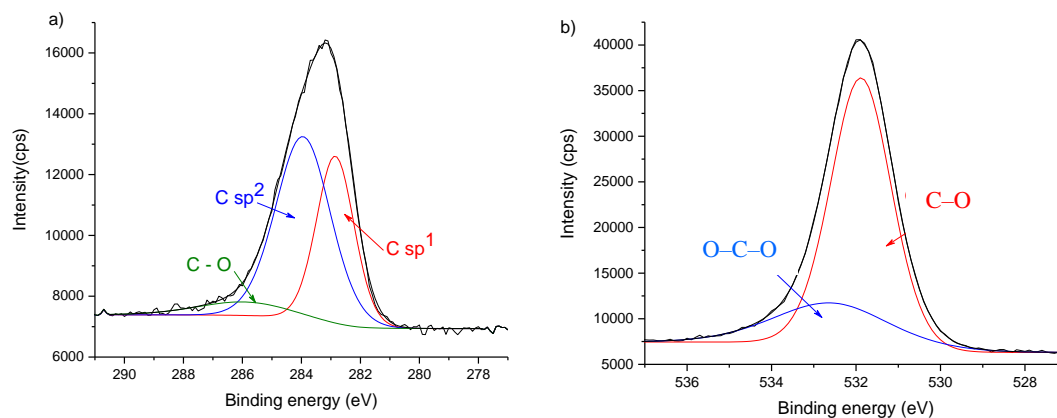 a)
Intensity(cps)
16000
14000
12000
10000
8000
6000
C sp²
C sp¹
C - O
290
288
286
284
282
280
278
Binding energy (eV)
b)
Intensity (cps)
40000
35000
30000
25000
20000
15000
10000
5000
C–O
O–C–O
536
534
532
530
528
Binding energy (eV)